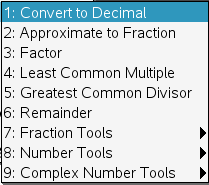 1: Convert to Decimal
2: Approximate to Fraction
3: Factor
4: Least Common Multiple
5: Greatest Common Divisor
6: Remainder
7: Fraction Tools
8: Number Tools
9: Complex Number Tools